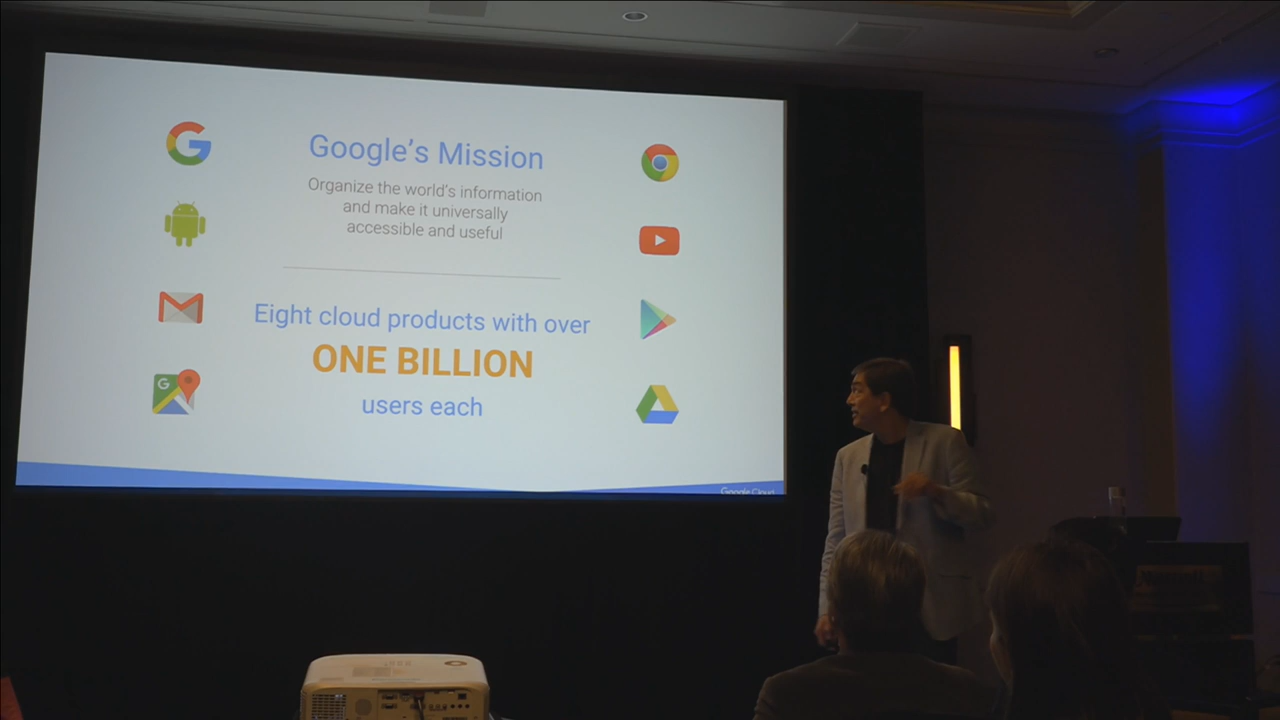 Google's Mission
Organize the world's information
and make it universally
accessible and useful
Eight cloud products with over
ONE BILLION
users each
Google Cloud